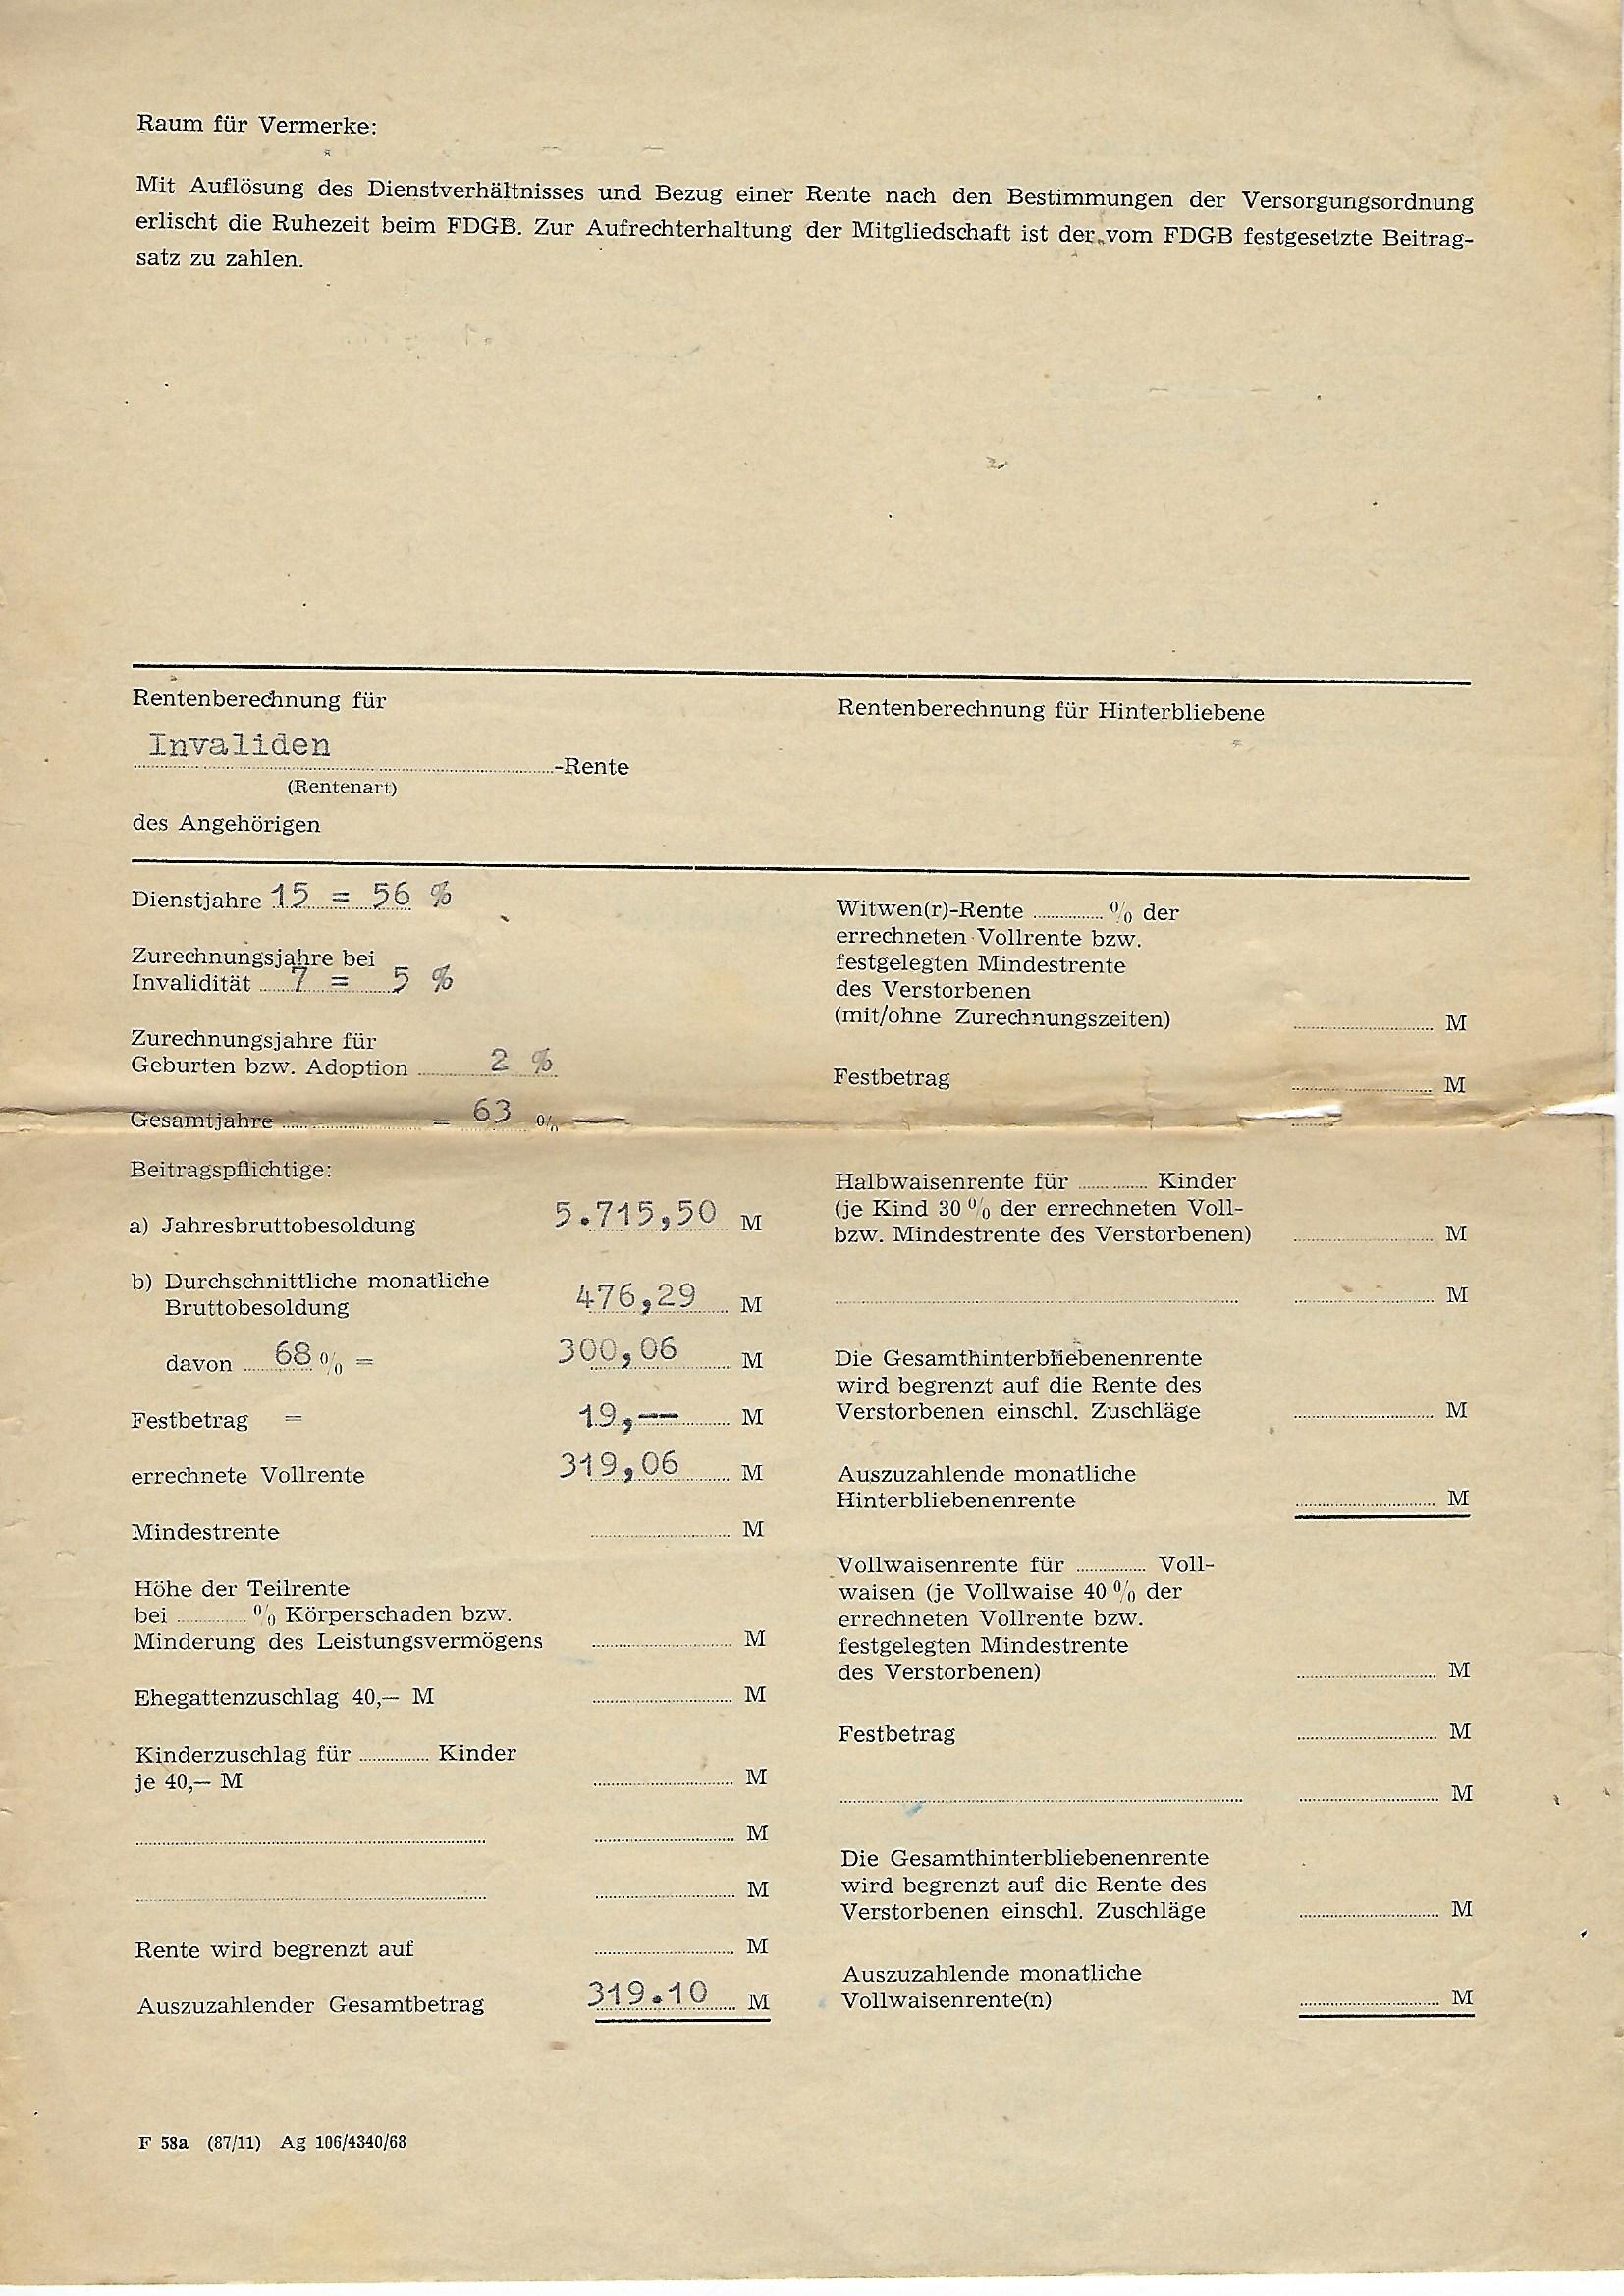 Raum für Vermerke:
Mit Auflösung des Dienstverhältnisses und Bezug einer Rente nach den Bestimmungen der Versorgungsordnung
erlischt die Ruhezeit beim FDGB. Zur Aufrechterhaltung der Mitgliedschaft ist der vom FDGB festgesetzte Beitrag-
satz zu zahlen.
Rentenberechnung für
Invaliden -Rente
(Rentenart)
des Angehörigen
Dienstjahre 15 = 56 %
Zurechnungsjahre bei
Invalidität 7 = 5 %
Zurechnungsjahre für
Geburten bzw. Adoption 2 %
Gesamtjahre = 63 %
Beitragspflichtige:
a) Jahresbruttobesoldung 5.715,50 M
b) Durchschnittliche monatliche
Bruttobesoldung 476,29 M
davon 68 % = 300,06 M
Festbetrag = 19,-- M
errechnete Vollrente 319,06 M
Mindestrente M
Höhe der Teilrente
bei % Körperschaden bzw.
Minderung des Leistungsvermögens M
Ehegattenzuschlag 40,— M M
Kinderzuschlag für Kinder
je 40,— M M
M
M
Rente wird begrenzt auf M
Auszuzahlender Gesamtbetrag 319.10 M
Rentenberechnung für Hinterbliebene
Witwen(r)-Rente % der
errechneten Vollrente bzw.
festgelegten Mindestrente
des Verstorbenen
(mit/ohne Zurechnungszeiten) M
Festbetrag M
Halbwaisenrente für Kinder
(je Kind 30 % der errechneten Voll-
bzw. Mindestrente des Verstorbenen) M
M
Die Gesamthinterbliebenenrente
wird begrenzt auf die Rente des
Verstorbenen einschl. Zuschläge M
Auszuzahlende monatliche
Hinterbliebenenrente M
Vollwaisenrente für Voll-
waisen (je Vollwaise 40 % der
errechneten Vollrente bzw.
festgelegten Mindestrente
des Verstorbenen) M
Festbetrag M
M
Die Gesamthinterbliebenenrente
wird begrenzt auf die Rente des
Verstorbenen einschl. Zuschläge M
Auszuzahlende monatliche
Vollwaisenrente(n) M
F 58a (87/11) Ag 106/4340/68